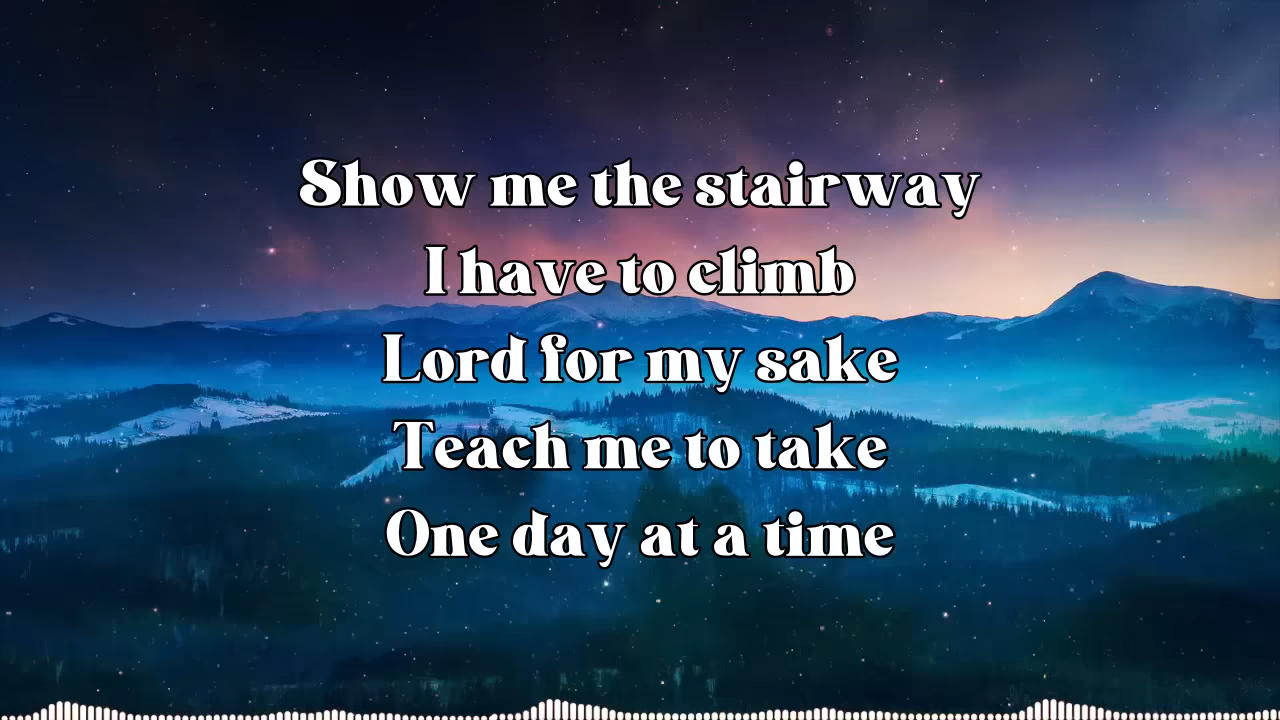 Show me the stairway
I have to climb
Lord for my sake
Teach me to take
One day at a time